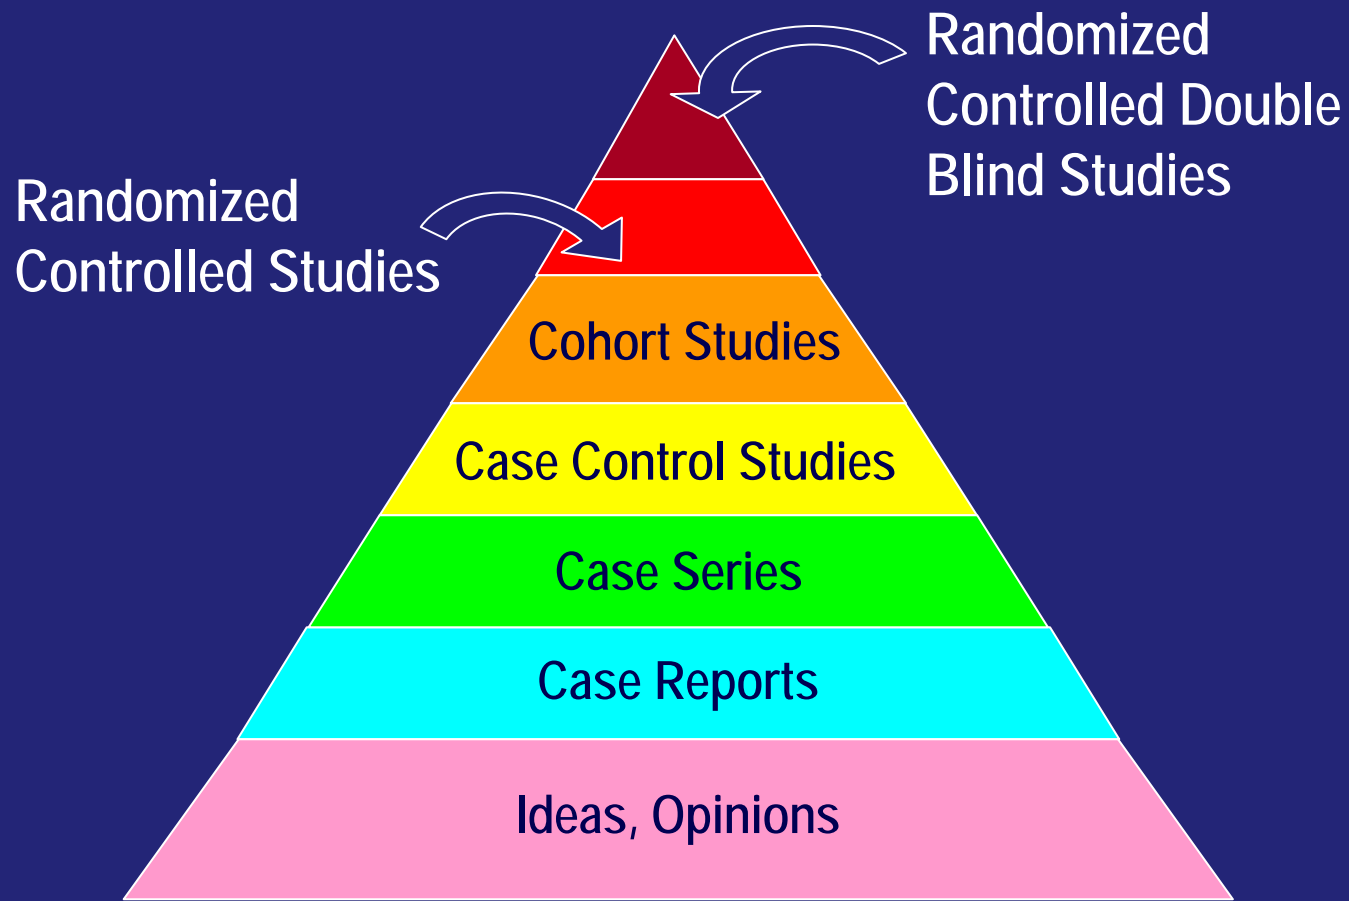 Randomized
Controlled Double
Blind Studies
Randomized
Controlled Studies
Cohort Studies
Case Control Studies
Case Series
Case Reports
Ideas, Opinions